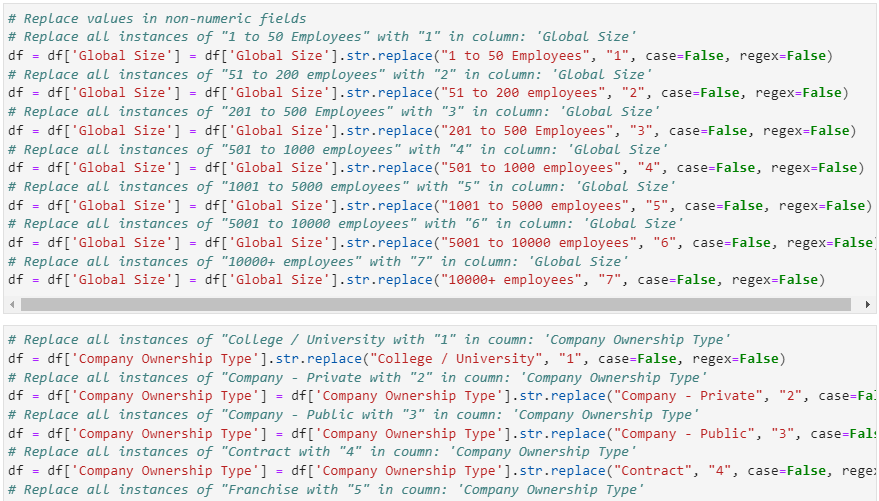 # Replace values in non-numeric fields
# Replace all instances of "1 to 50 Employees" with "1" in column: 'Global Size'
df = df['Global Size'] = df['Global Size'].str.replace("1 to 50 Employees", "1", case=False, regex=False)
# Replace all instances of "51 to 200 employees" with "2" in column: 'Global Size'
df = df['Global Size'] = df['Global Size'].str.replace("51 to 200 employees", "2", case=False, regex=False)
# Replace all instances of "201 to 500 Employees" with "3" in column: 'Global Size'
df = df['Global Size'] = df['Global Size'].str.replace("201 to 500 Employees", "3", case=False, regex=False)
# Replace all instances of "501 to 1000 employees" with "4" in column: 'Global Size'
df = df['Global Size'] = df['Global Size'].str.replace("501 to 1000 employees", "4", case=False, regex=False)
# Replace all instances of "1001 to 5000 employees" with "5" in column: 'Global Size'
df = df['Global Size'] = df['Global Size'].str.replace("1001 to 5000 employees", "5", case=False, regex=False)
# Replace all instances of "5001 to 10000 employees" with "6" in column: 'Global Size'
df = df['Global Size'] = df['Global Size'].str.replace("5001 to 10000 employees", "6", case=False, regex=False)
# Replace all instances of "10000+ employees" with "7" in column: 'Global Size'
df = df['Global Size'] = df['Global Size'].str.replace("10000+ employees", "7", case=False, regex=False)
# Replace all instances of "College / University with "1" in coumn: 'Company Ownership Type'
df = df['Company Ownership Type'].str.replace("College / University", "1", case=False, regex=False)
# Replace all instances of "Company - Private with "2" in coumn: 'Company Ownership Type'
df = df['Company Ownership Type'] = df['Company Ownership Type'].str.replace("Company - Private", "2", case=Fal
# Replace all instances of "Company - Public with "3" in coumn: 'Company Ownership Type'
df = df['Company Ownership Type'] = df['Company Ownership Type'].str.replace("Company - Public", "3", case=Fals
# Replace all instances of "Contract with "4" in coumn: 'Company Ownership Type'
df = df['Company Ownership Type'] = df['Company Ownership Type'].str.replace("Contract", "4", case=False, rege
# Replace all instances of "Franchise with "5" in coumn: 'Company Ownership Type'